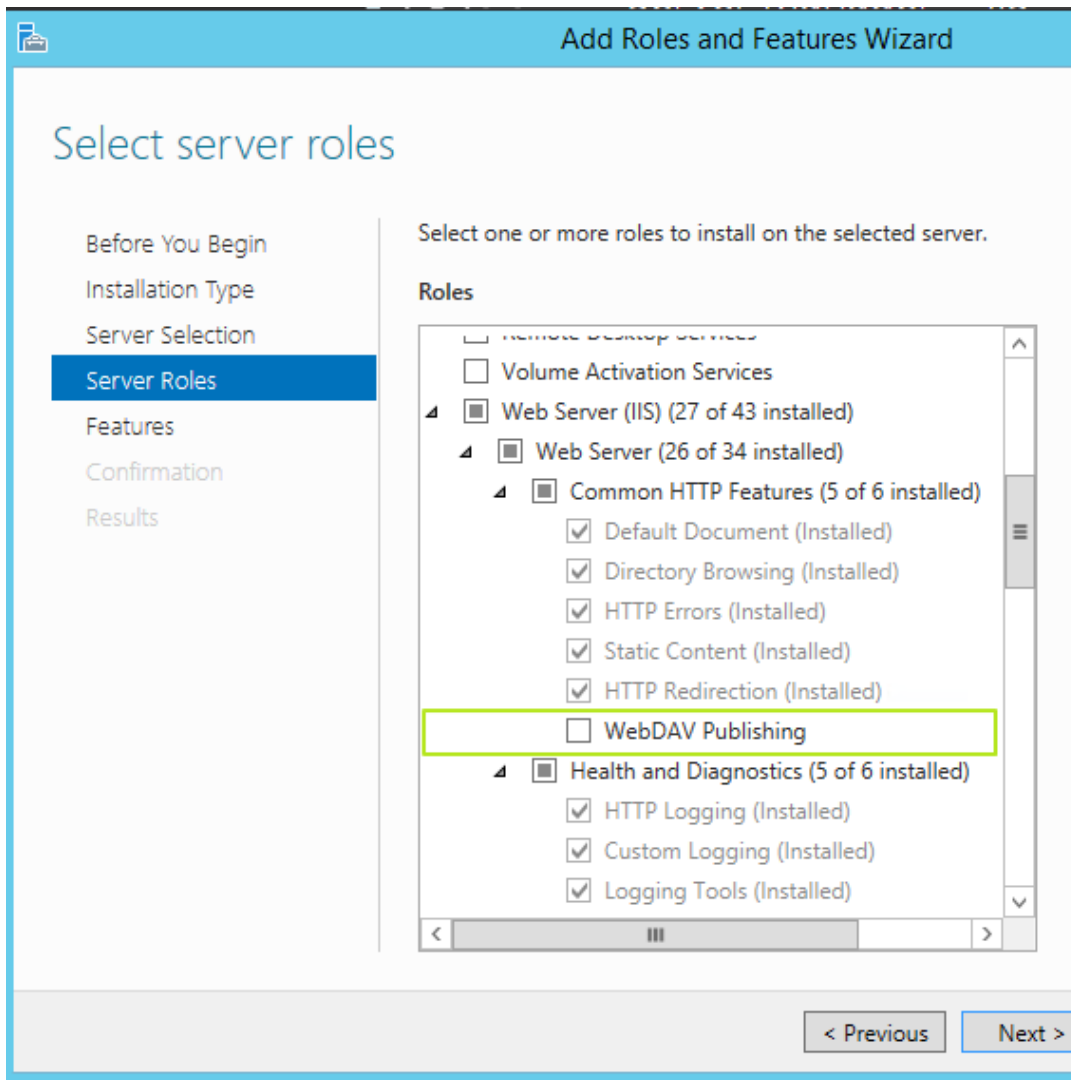 Add Roles and Features Wizard
Select server roles
Before You Begin
Installation Type
Server Selection
Server Roles
Features
Confirmation
Results
Select one or more roles to install on the selected server.
Roles
Remote Desktop Services
Volume Activation Services
Web Server (IIS) (27 of 43 installed)
Web Server (26 of 34 installed)
Common HTTP Features (5 of 6 installed)
Default Document (Installed)
Directory Browsing (Installed)
HTTP Errors (Installed)
Static Content (Installed)
HTTP Redirection (Installed)
WebDAV Publishing
Health and Diagnostics (5 of 6 installed)
HTTP Logging (Installed)
Custom Logging (Installed)
Logging Tools (Installed)
< Previous
Next >